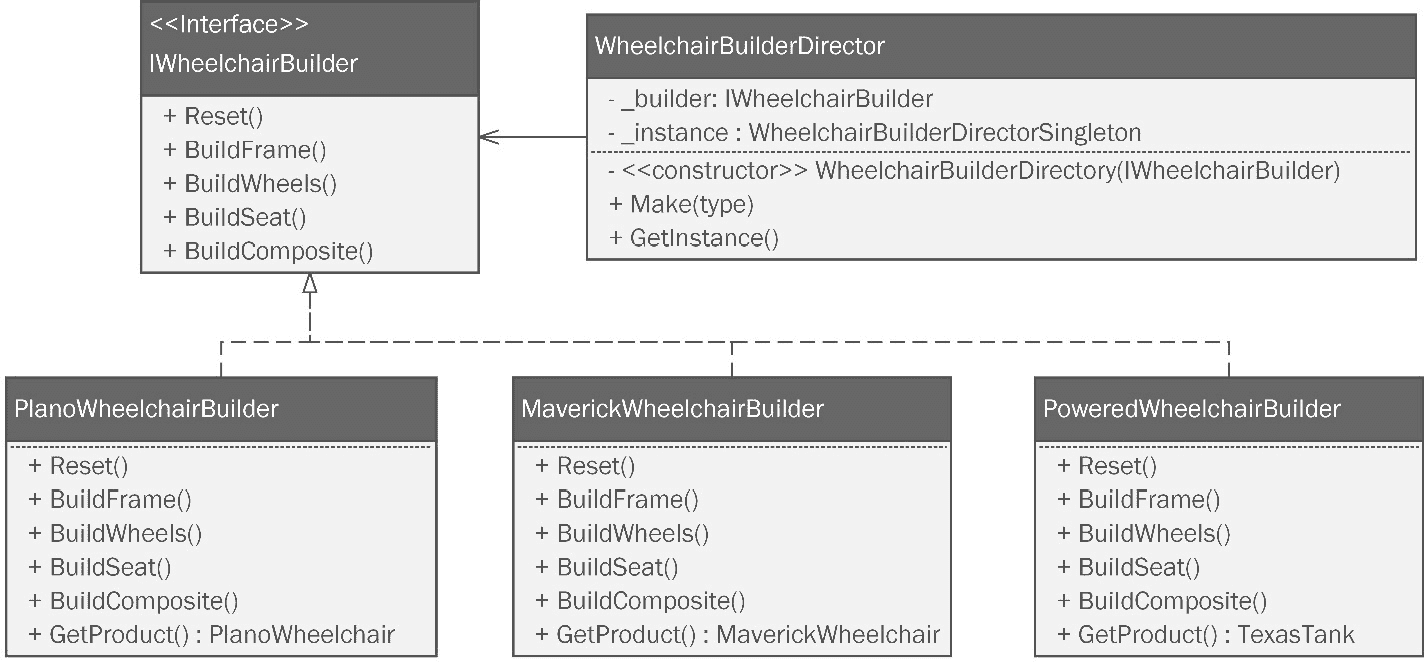 <<Interface>>
IWheelchairBuilder
+ Reset()
+ BuildFrame()
+ BuildWheels()
+ BuildSeat()
+ BuildComposite()
WheelchairBuilderDirector
- _builder: IWheelchairBuilder
- _instance : WheelchairBuilderDirectorSingleton
- <<constructor>> WheelchairBuilderDirectory(IWheelchairBuilder)
+ Make(type)
+ GetInstance()
PlanoWheelchairBuilder
+ Reset()
+ BuildFrame()
+ BuildWheels()
+ BuildSeat()
+ BuildComposite()
+ GetProduct() : PlanoWheelchair
MaverickWheelchairBuilder
+ Reset()
+ BuildFrame()
+ BuildWheels()
+ BuildSeat()
+ BuildComposite()
+ GetProduct() : MaverickWheelchair
PoweredWheelchairBuilder
+ Reset()
+ BuildFrame()
+ BuildWheels()
+ BuildSeat()
+ BuildComposite()
+ GetProduct() : TexasTank